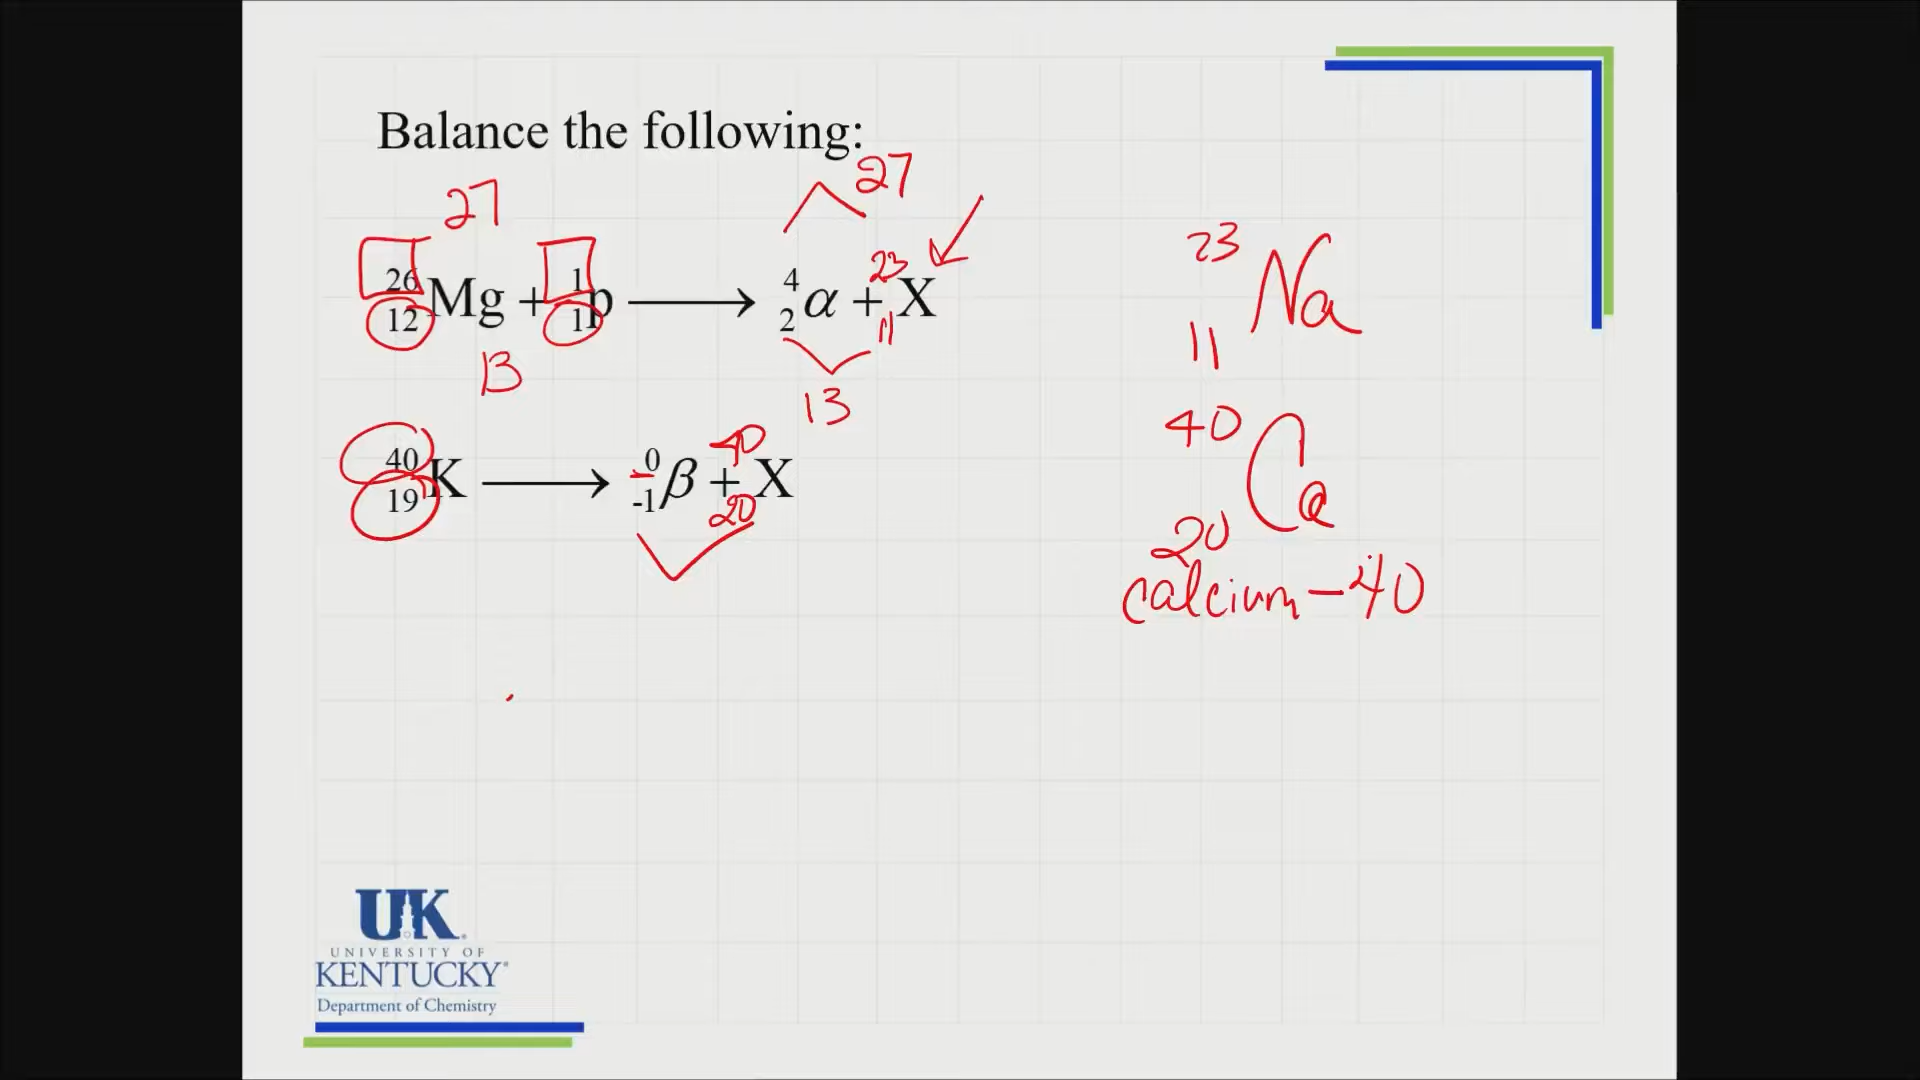 Balance the following:
27
27
26 12 Mg + 1 1 p ⟶ 4 2 α + 23 11 X
13
13
40 19 K ⟶ 0 -1 β + 40 20 X
23 11 Na
40 20 Ca
calcium - 40
UK
UNIVERSITY OF
KENTUCKY
Department of Chemistry